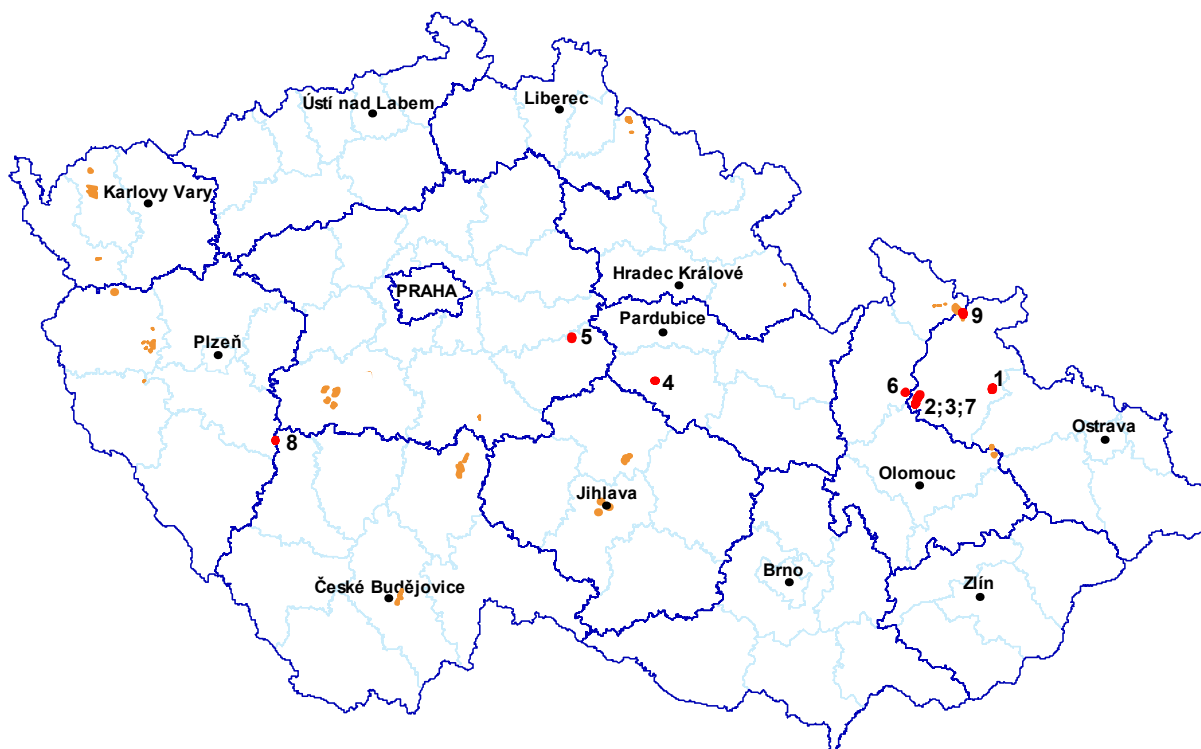 Ústí nad Labem
Liberec
Karlovy Vary
Hradec Králové
PRAHA
Pardubice
9
Plzeň
5
4
6
1
2; 3; 7
8
Ostrava
Olomouc
Jihlava
Brno
České Budějovice
Zlín